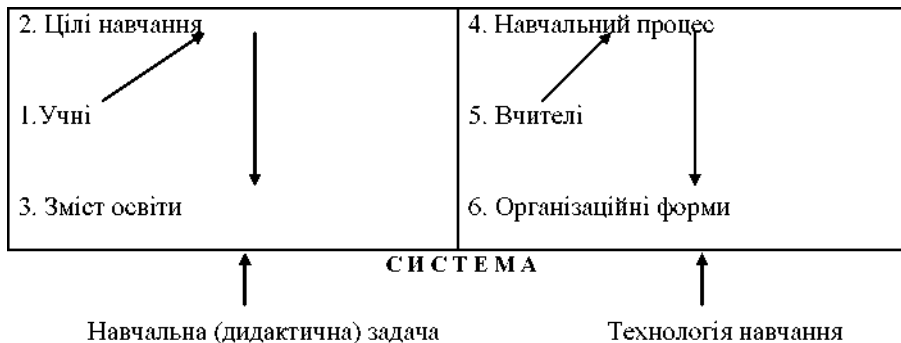 2. Цілі навчання
1.Учні
3. Зміст освіти
4. Навчальний процес
5. Вчителі
6. Організаційні форми
СИСТЕМА
Навчальна (дидактична) задача
Технологія навчання